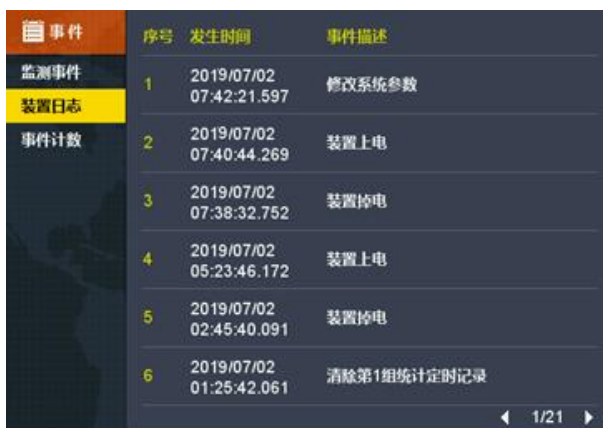 事件
监测事件
装置日志
事件计数
序号 发生时间 事件描述
1 2019/07/02 07:42:21.597 修改系统参数
2 2019/07/02 07:40:44.269 装置上电
3 2019/07/02 07:38:32.752 装置掉电
4 2019/07/02 05:23:46.172 装置上电
5 2019/07/02 02:45:40.091 装置掉电
6 2019/07/02 01:25:42.061 清除第1组统计定时记录
1/21